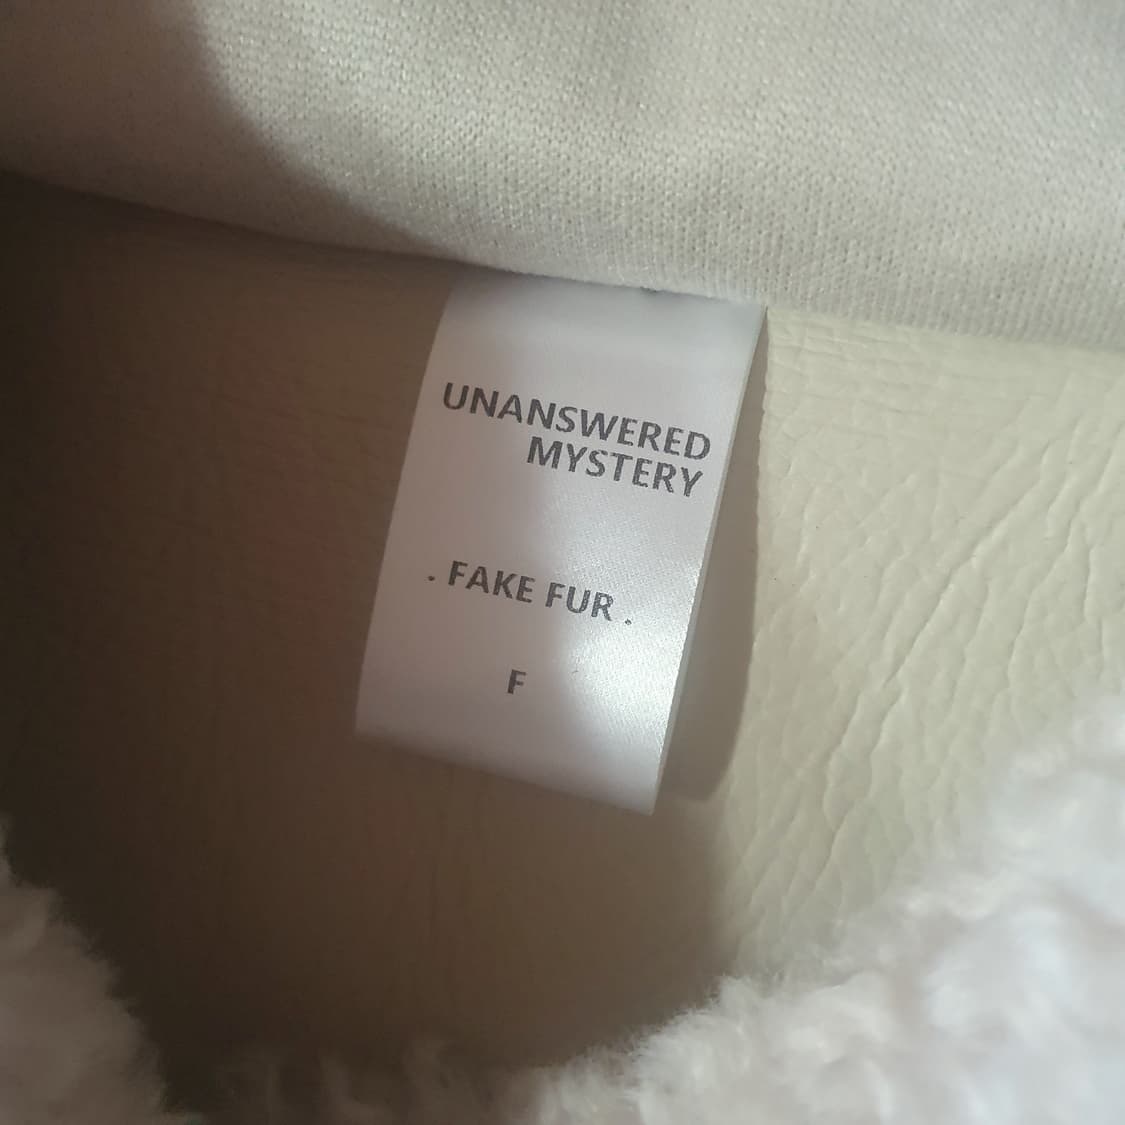 UNANSWERED
MYSTERY
. FAKE FUR .
F